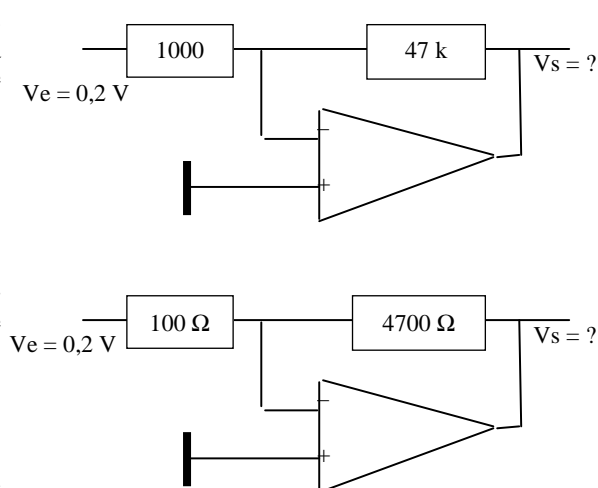 1000
47 k
Vs = ?
Ve = 0,2 V
−
+
100 Ω
4700 Ω
Vs = ?
Ve = 0,2 V
−
+